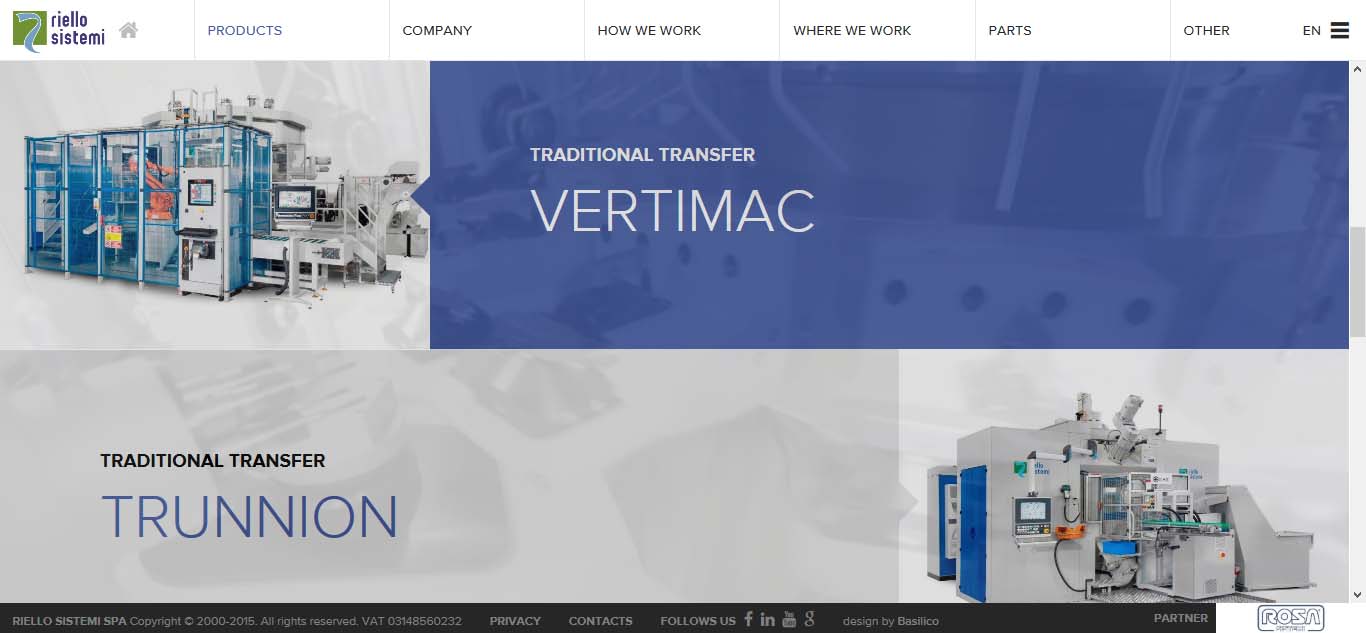 riello
sistemi
PRODUCTS
COMPANY
HOW WE WORK
WHERE WE WORK
PARTS
OTHER
EN
TRADITIONAL TRANSFER
VERTIMAC
TRADITIONAL TRANSFER
TRUNNION
riello
sistemi
RIELLO SISTEMI SPA Copyright © 2000-2015. All rights reserved. VAT 03148560232
PRIVACY
CONTACTS
FOLLOWS US
design by Basilico
PARTNER
ROSA